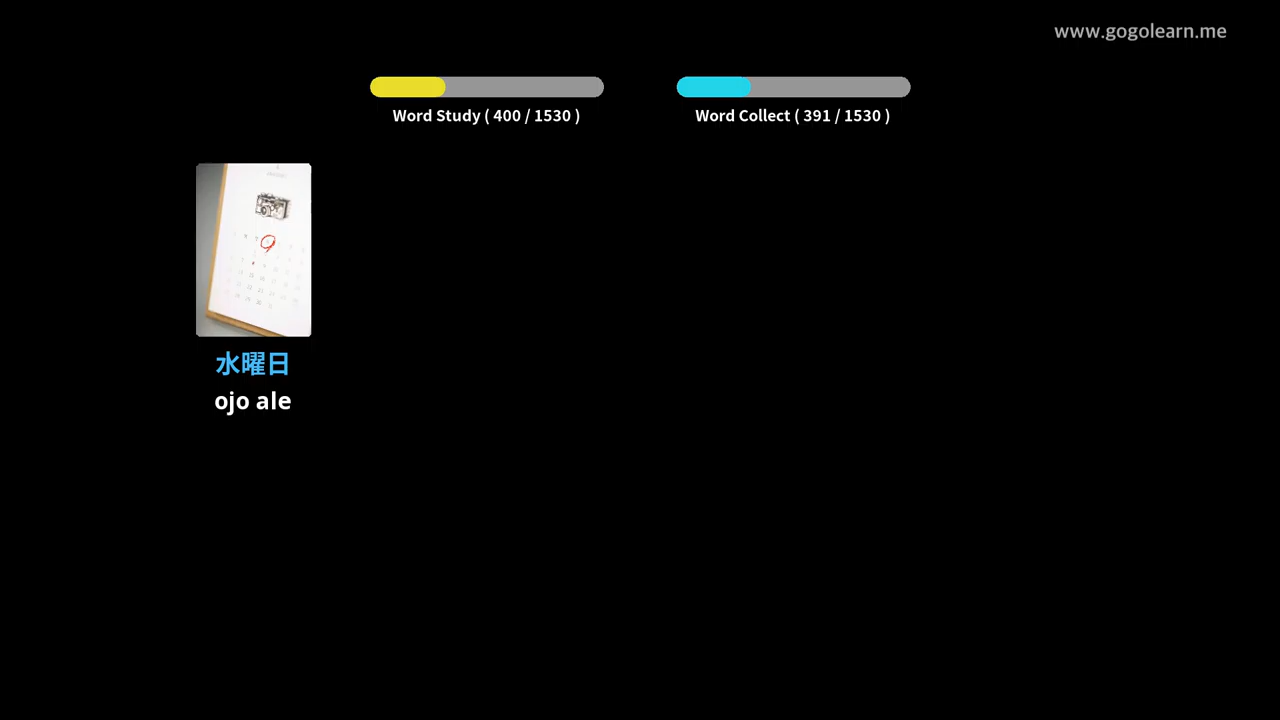 www.gogolearn.me
Word Study ( 400 / 1530 )
Word Collect ( 391 / 1530 )
水曜日
ojo ale